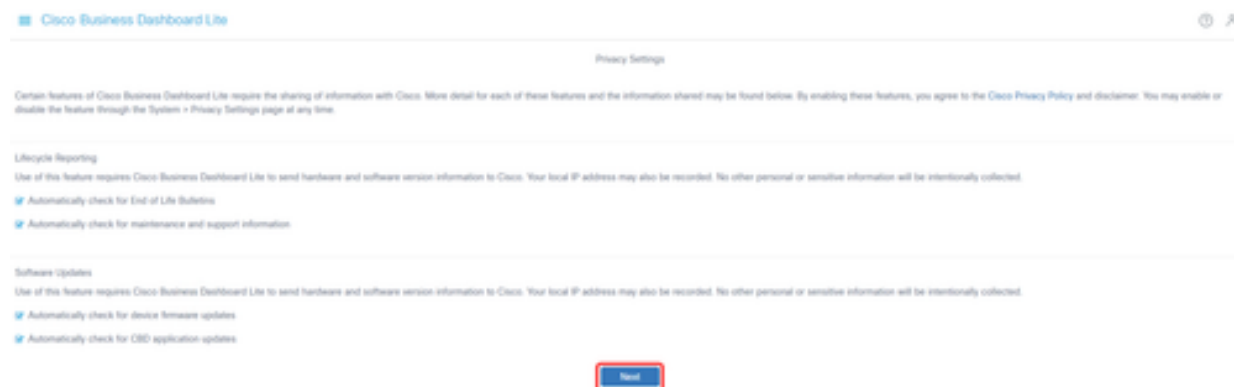 Cisco Business Dashboard Lite
Privacy Settings
Certain features of Cisco Business Dashboard Lite require the sharing of information with Cisco. More detail for each of these features and the information shared may be found below. By enabling these features, you agree to the Cisco Privacy Policy and disclaimer. You may enable or
disable the feature through the System > Privacy Settings page at any time.
Lifecycle Reporting
Use of this feature requires Cisco Business Dashboard Lite to send hardware and software version information to Cisco. Your local IP address may also be recorded. No other personal or sensitive information will be intentionally collected.
Automatically check for End of Life Bulletins
Automatically check for maintenance and support information
Software Updates
Use of this feature requires Cisco Business Dashboard Lite to send hardware and software version information to Cisco. Your local IP address may also be recorded. No other personal or sensitive information will be intentionally collected.
Automatically check for device firmware updates
Automatically check for CBD application updates
Next